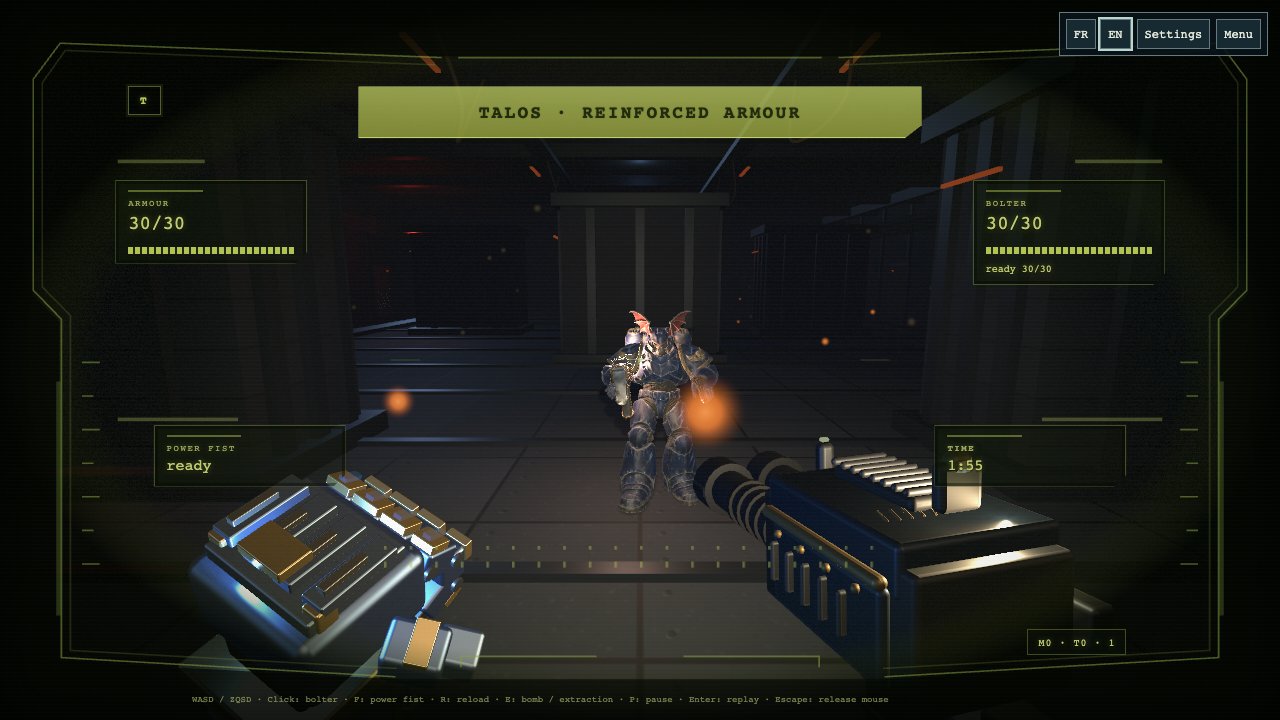 FR EN Settings Menu
T
TALOS · REINFORCED ARMOUR
ARMOUR
30/30
BOLTER
30/30
ready 30/30
POWER FIST
ready
TIME
1:55
M0 · T0 · 1
WASD / ZQSD · Click: bolter · F: power fist · R: reload · E: bomb / extraction · P: pause · Enter: replay · Escape: release mouse